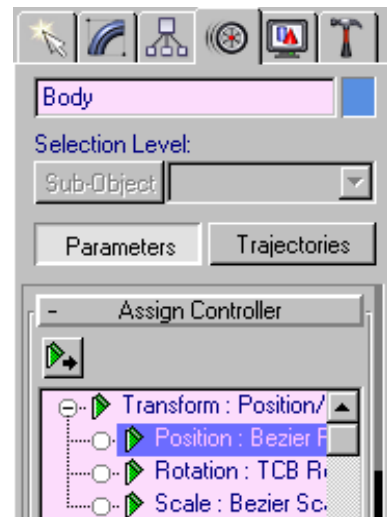 Body
Selection Level:
Sub-Object
Parameters Trajectories
- Assign Controller
Transform : Position/
Position : Bezier
Rotation : TCB
Scale : Bezier